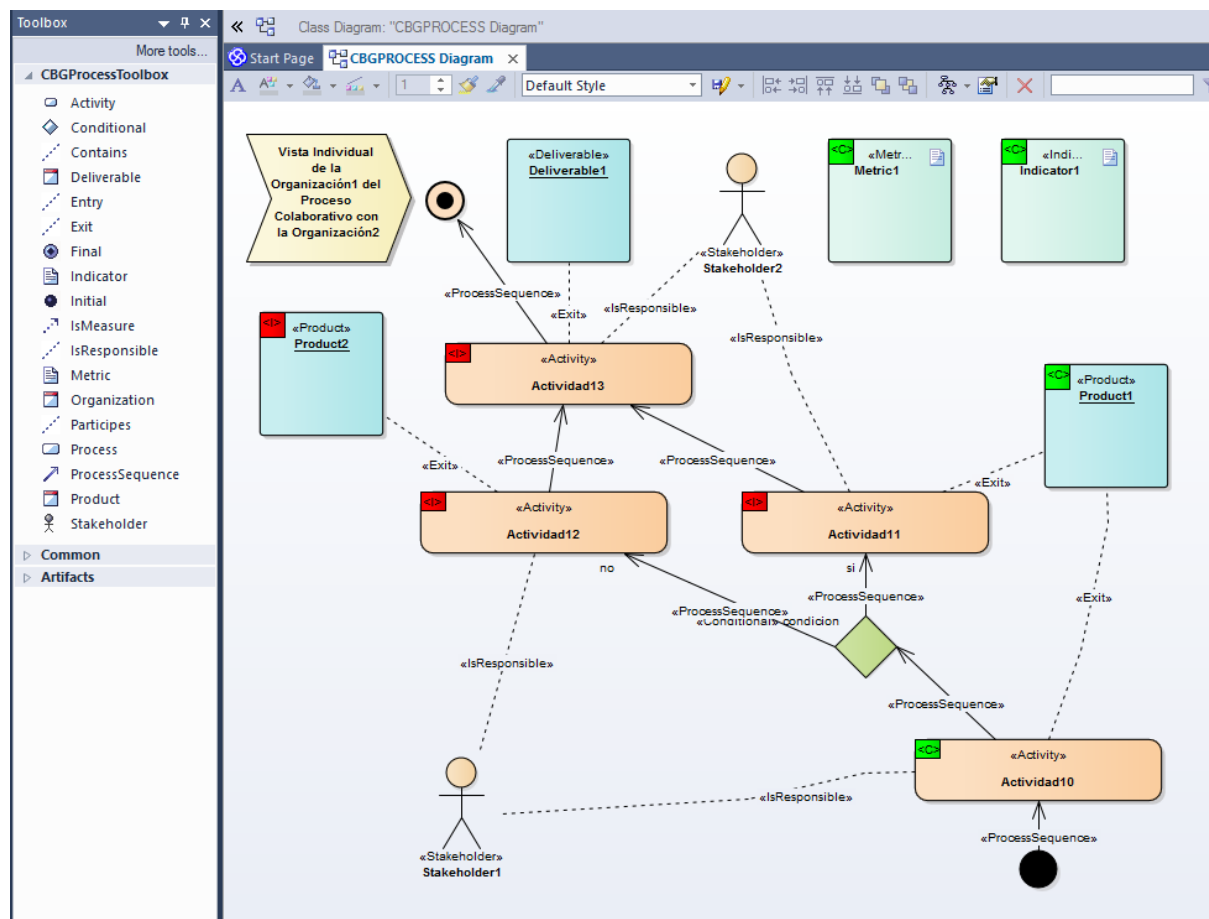 Toolbox
More tools...
CBGProcessToolbox
Activity
Conditional
Contains
Deliverable
Entry
Exit
Final
Indicator
Initial
IsMeasure
IsResponsible
Metric
Organization
Participes
Process
ProcessSequence
Product
Stakeholder
Common
Artifacts
Class Diagram: "CBGPROCESS Diagram"
Start Page
CBGPROCESS Diagram
1
Default Style
Vista Individual
de la
Organización1 del
Proceso
Colaborativo con
la Organización2
«Deliverable»
Deliverable1
«Stakeholder»
Stakeholder2
<C>
«Metr...
Metric1
<C>
«Indi...
Indicator1
«ProcessSequence»
«Exit»
«IsResponsible»
«IsResponsible»
<I>
«Product»
Product2
<I>
«Activity»
Actividad13
<C>
«Product»
Product1
«Exit»
«ProcessSequence»
«ProcessSequence»
«Exit»
<I>
«Activity»
Actividad12
<I>
«Activity»
Actividad11
no
si
«ProcessSequence»
«ProcessSequence»
«Conditional» condicion
«Exit»
«IsResponsible»
«ProcessSequence»
<C>
«Activity»
Actividad10
«IsResponsible»
«ProcessSequence»
«Stakeholder»
Stakeholder1